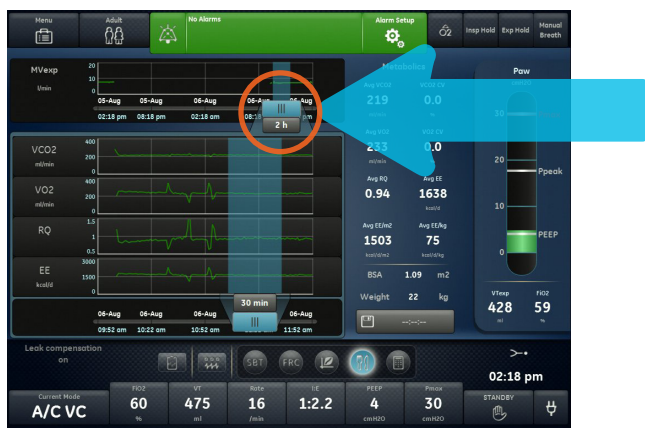 Menu
Adult
No Alarms
Alarm Setup
O2
Insp Hold
Exp Hold
Manual
Breath
MVexp
l/min
20
10
0
05-Aug 05-Aug 06-Aug 06-Aug 06-Aug
02:18 pm 08:18 pm 02:18 am 08:18 pm
2 h
Metabolics
Avg VCO2 VCO2 CV
219 0.0
ml/min %
Avg VO2 VO2 CV
233 0.0
ml/min %
Avg RQ Avg EE
0.94 1638
kcal/d
Avg EE/m2 Avg EE/kg
1503 75
kcal/d/m2 kcal/d/kg
BSA 1.09 m2
Weight 22 kg
--:--:--
Paw
cmH2O
30
20
10
0
Ppeak
PEEP
VTexp FiO2
428 59
ml %
VCO2
ml/min
400
200
0
VO2
ml/min
400
200
0
RQ
1.5
1
0.5
EE
kcal/d
3000
1500
0
30 min
06-Aug 06-Aug 06-Aug 06-Aug
09:52 am 10:22 am 10:52 am 11:52 am
Leak compensation
on
SBT
FRC
02:18 pm
Current Mode
A/C VC
FiO2
60
%
VT
475
ml
Rate
16
/min
I:E
1:2.2
PEEP
4
cmH2O
Pmax
30
cmH2O
STANDBY